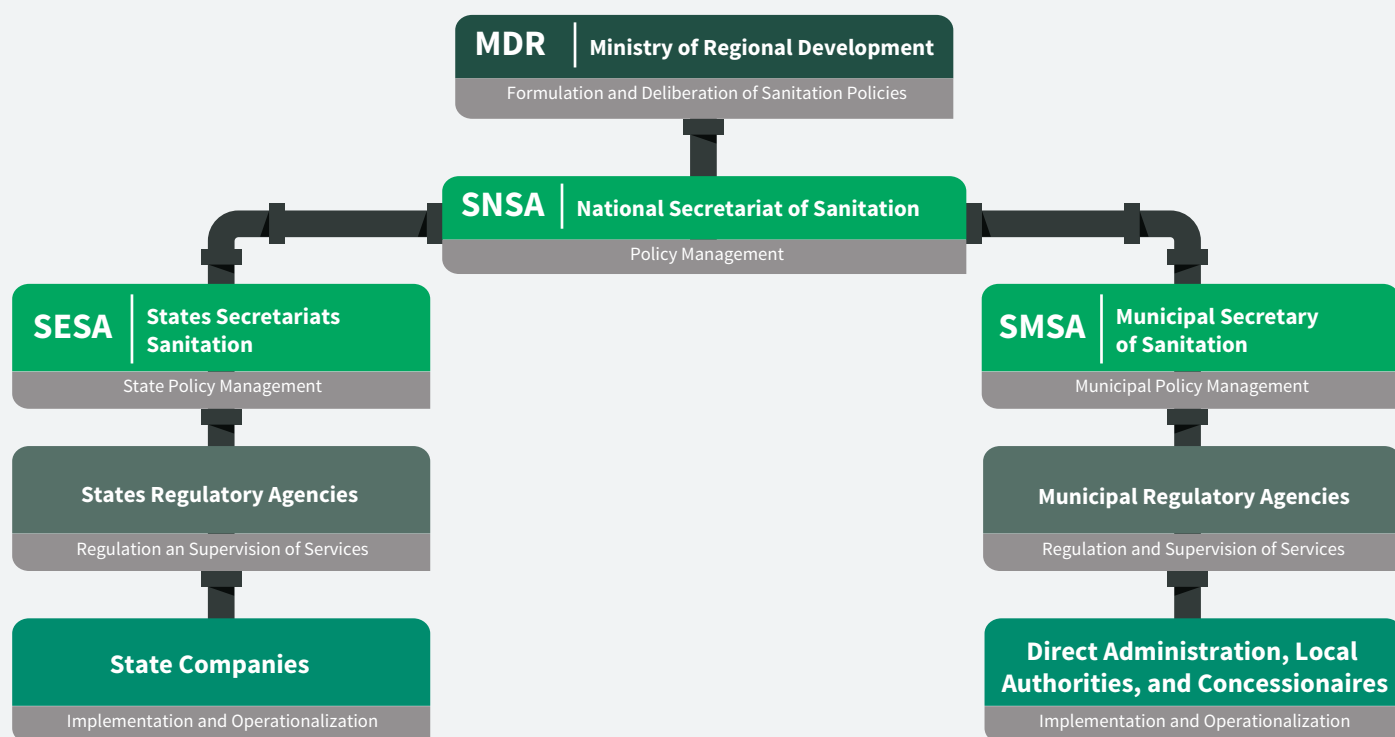 MDR Ministry of Regional Development
Formulation and Deliberation of Sanitation Policies
SNSA National Secretariat of Sanitation
Policy Management
SESA States Secretariats
Sanitation
State Policy Management
States Regulatory Agencies
Regulation an Supervision of Services
State Companies
Implementation and Operationalization
SMSA Municipal Secretary
of Sanitation
Municipal Policy Management
Municipal Regulatory Agencies
Regulation and Supervision of Services
Direct Administration, Local
Authorities, and Concessionaires
Implementation and Operationalization